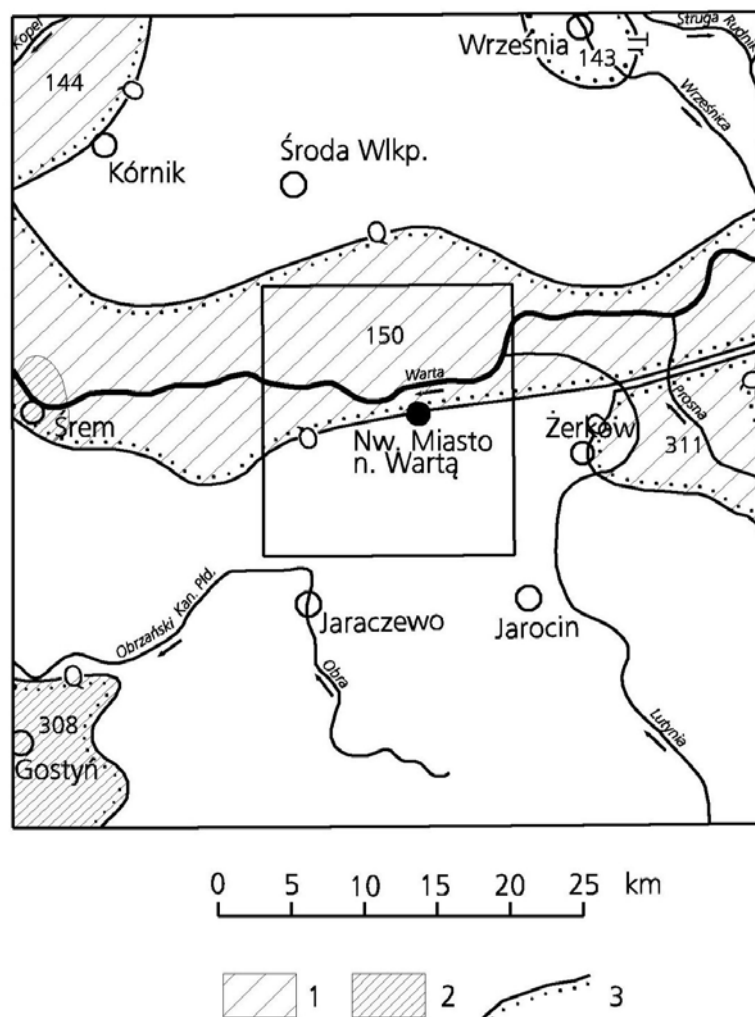 Kopel
144
Q
Kórnik
Września
143
Tr
Struga
Września
Środa Wlkp.
Q
150
Warta
Śrem
Q
Nw. Miasto
n. Wartą
Żerków
Q
311
Prosna
Obrzański Kan. Płd.
Jaraczewo
Jarocin
Q
308
Gostyń
Obra
Lutynia
0 5 10 15 20 25 km
1 2 3